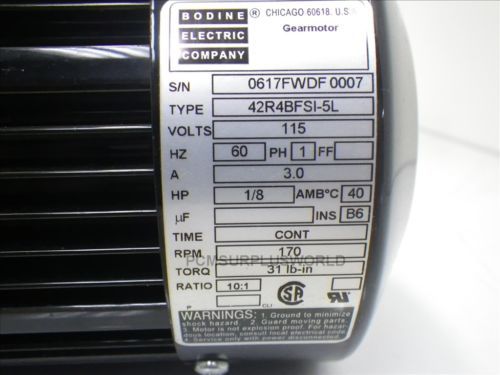 BODINE ® CHICAGO 60618. U.S.A.
ELECTRIC Gearmotor
COMPANY
S/N 0617FWDF 0007
TYPE 42R4BFSI-5L
VOLTS 115
HZ 60 PH 1 FF
A 3.0
HP 1/8 AMB°C 40
µF INS B6
TIME CONT
RPM 170
PCMSURPLUSWORLD
TORQ 31 lb-in
RATIO 10:1 SA
P CLI
WARNINGS: 1. Ground to minimize
shock hazard 2. Guard moving parts.
3. Motor is not explosion proof. For hazar-
dous location, consult local electrical code.
4. Service only with power disconnected.